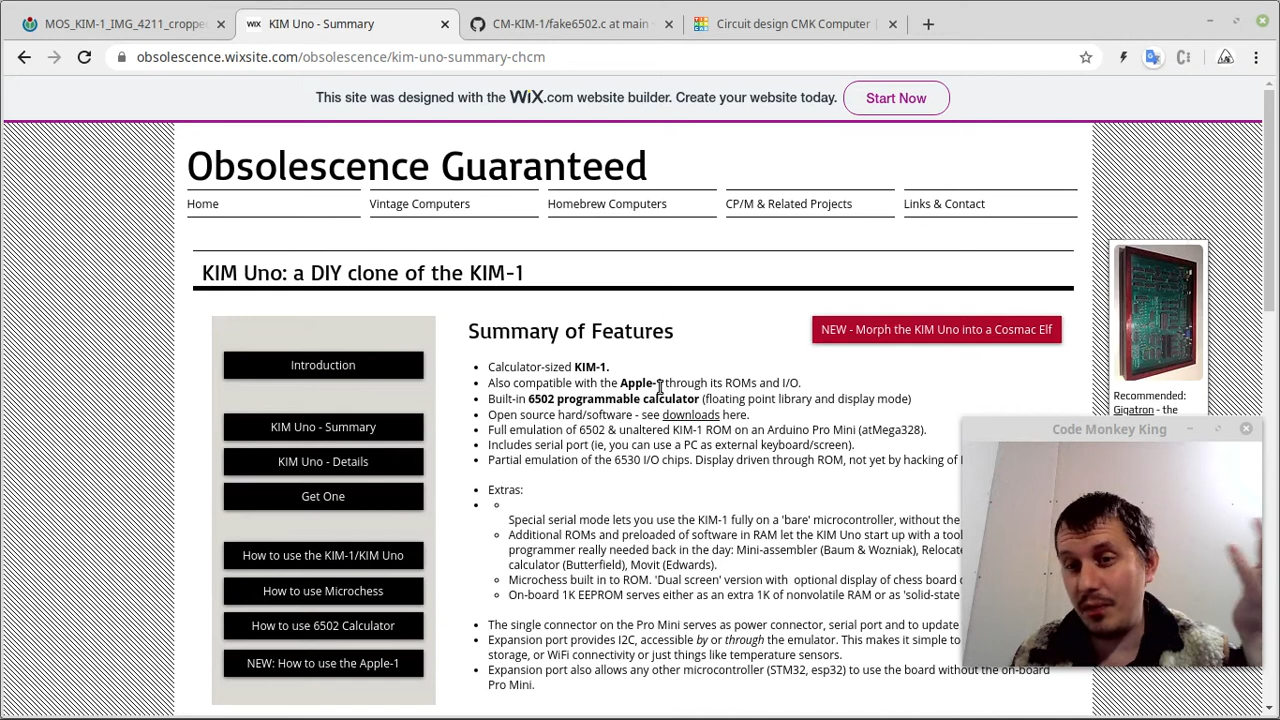 MOS_KIM-1_IMG_4211_croppe
WiX KIM Uno - Summary
CM-KIM-1/fake6502.c at main
Circuit design CMK Computer
obsolescence.wixsite.com/obsolescence/kim-uno-summary-chcm
This site was designed with the WiX.com website builder. Create your website today.
Start Now
Obsolescence Guaranteed
Home
Vintage Computers
Homebrew Computers
CP/M & Related Projects
Links & Contact
KIM Uno: a DIY clone of the KIM-1
Introduction
KIM Uno - Summary
KIM Uno - Details
Get One
How to use the KIM-1/KIM Uno
How to use Microchess
How to use 6502 Calculator
NEW: How to use the Apple-1
Summary of Features
NEW - Morph the KIM Uno into a Cosmac Elf
Calculator-sized KIM-1.
Also compatible with the Apple- through its ROMs and I/O.
Built-in 6502 programmable calculator (floating point library and display mode)
Open source hard/software - see downloads here.
Full emulation of 6502 & unaltered KIM-1 ROM on an Arduino Pro Mini (atMega328).
Includes serial port (ie, you can use a PC as external keyboard/screen).
Partial emulation of the 6530 I/O chips. Display driven through ROM, not yet by hacking of
Extras:
Special serial mode lets you use the KIM-1 fully on a 'bare' microcontroller, without the
Additional ROMs and preloaded of software in RAM let the KIM Uno start up with a tool
programmer really needed back in the day: Mini-assembler (Baum & Wozniak), Relocate
calculator (Butterfield), Movit (Edwards).
Microchess built in to ROM. 'Dual screen' version with optional display of chess board
On-board 1K EEPROM serves either as an extra 1K of nonvolatile RAM or as 'solid-state
The single connector on the Pro Mini serves as power connector, serial port and to update
Expansion port provides I2C, accessible by or through the emulator. This makes it simple to
storage, or WiFi connectivity or just things like temperature sensors.
Expansion port also allows any other microcontroller (STM32, esp32) to use the board without the on-board
Pro Mini.
Recommended:
Gigatron - the
Code Monkey King